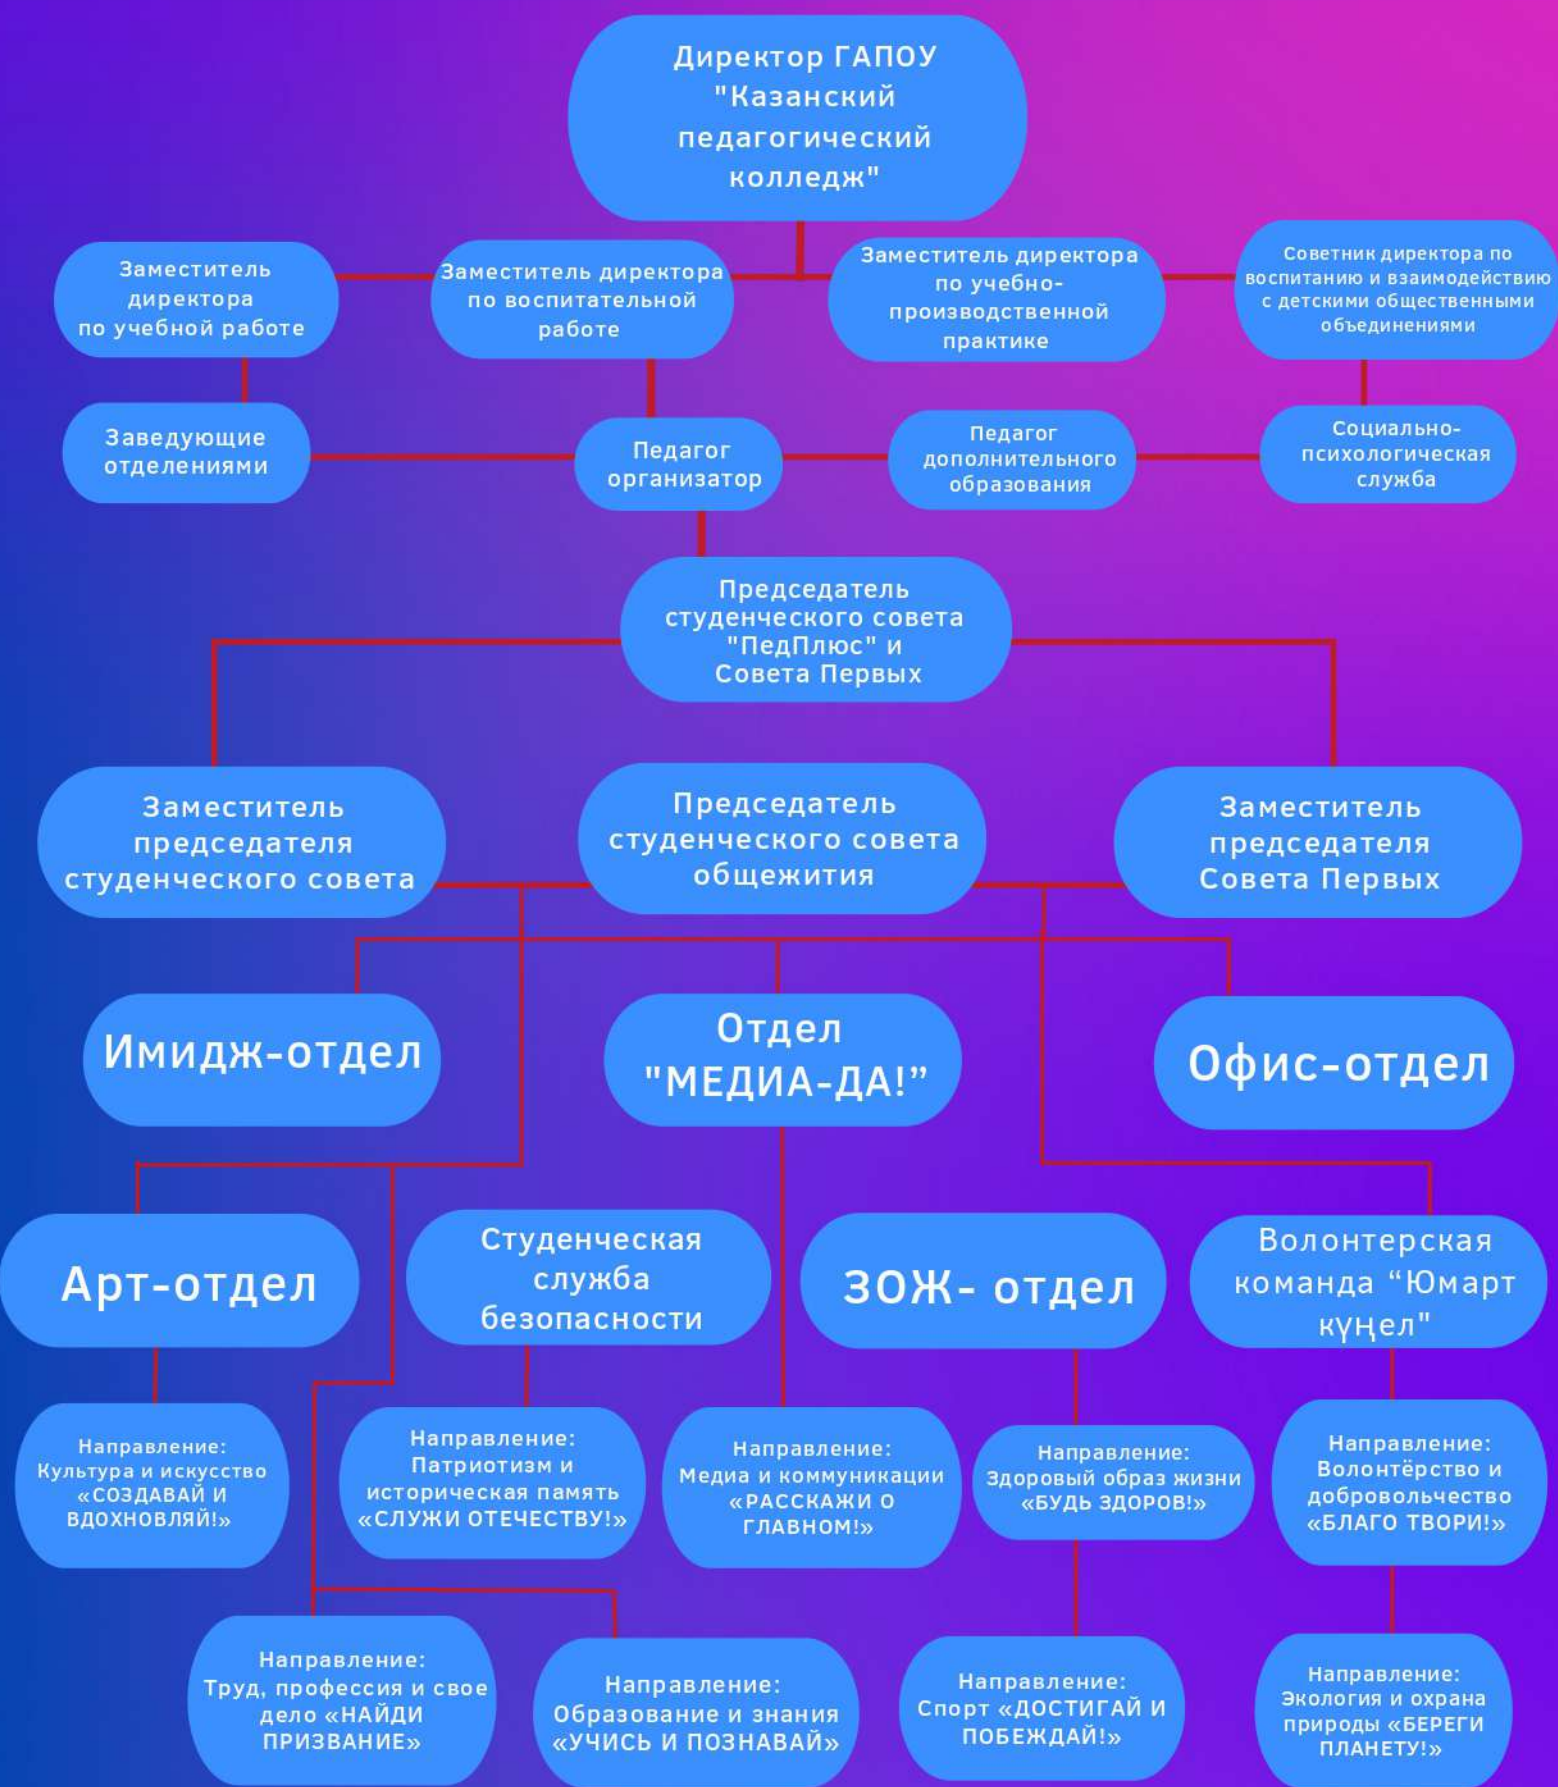 Директор ГАПОУ
"Казанский
педагогический
колледж"
Заместитель
директора
по учебной работе
Заместитель директора
по воспитательной
работе
Заместитель директора
по учебно-
производственной
практике
Советник директора по
воспитанию и взаимодействию
с детскими общественными
объединениями
Заведующие
отделениями
Педагог
организатор
Педагог
дополнительного
образования
Социально-
психологическая
служба
Председатель
студенческого совета
"ПедПлюс" и
Совета Первых
Заместитель
председателя
студенческого совета
Председатель
студенческого совета
общежития
Заместитель
председателя
Совета Первых
Имидж-отдел
Отдел
"МЕДИА-ДА!”
Офис-отдел
Арт-отдел
Студенческая
служба
безопасности
ЗОЖ- отдел
Волонтерская
команда “Юмарт
күңел"
Направление:
Культура и искусство
«СОЗДАВАЙ И
ВДОХНОВЛЯЙ!»
Направление:
Патриотизм и
историческая память
«СЛУЖИ ОТЕЧЕСТВУ!»
Направление:
Медиа и коммуникации
«РАССКАЖИ О
ГЛАВНОМ!»
Направление:
Здоровый образ жизни
«БУДЬ ЗДОРОВ!»
Направление:
Волонтёрство и
добровольчество
«БЛАГО ТВОРИ!»
Направление:
Труд, профессия и свое
дело «НАЙДИ
ПРИЗВАНИЕ»
Направление:
Образование и знания
«УЧИСЬ И ПОЗНАВАЙ»
Направление:
Спорт «ДОСТИГАЙ И
ПОБЕЖДАЙ!»
Направление:
Экология и охрана
природы «БЕРЕГИ
ПЛАНЕТУ!»